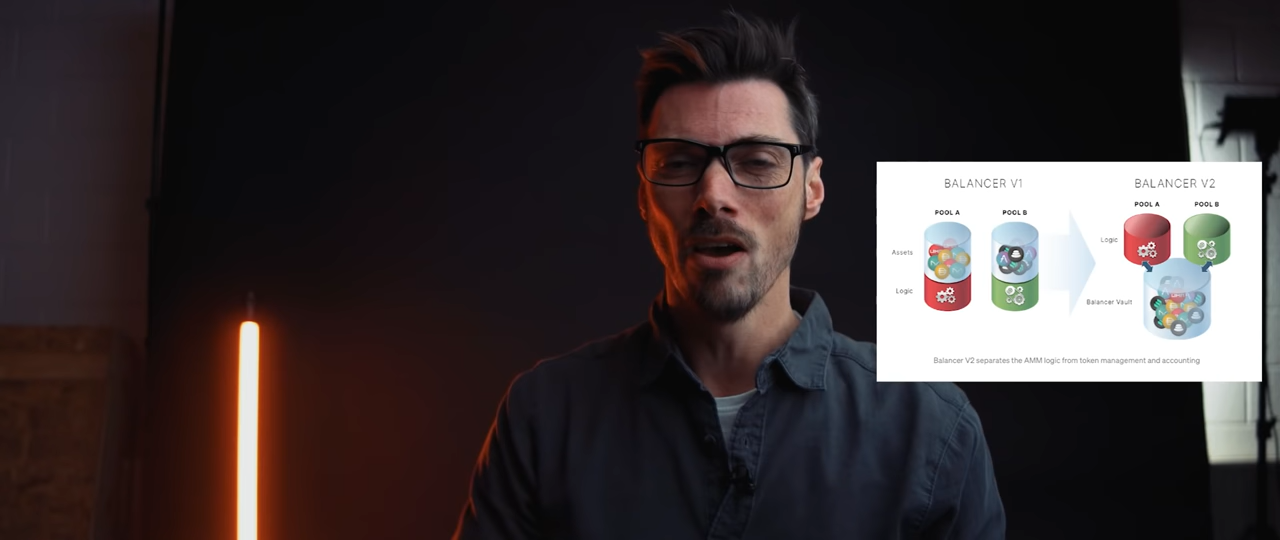 BALANCER V1
BALANCER V2
POOL A
POOL B
POOL A
POOL B
Logic
Assets
Logic
Balancer Vault
Balancer V2 separates the AMM logic from token management and accounting